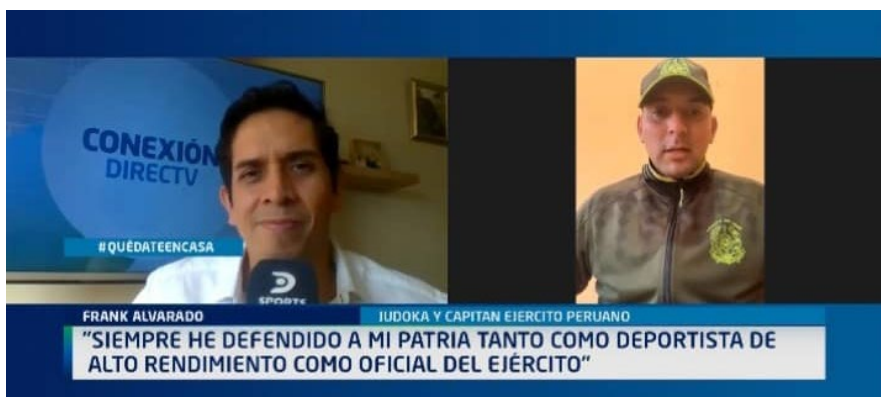 CONEXIÓN
DIRECTV
#QUÉDATEENCASA
SPORTS
FRANK ALVARADO
JUDOKA Y CAPITAN EJERCITO PERUANO
"SIEMPRE HE DEFENDIDO A MI PATRIA TANTO COMO DEPORTISTA DE
ALTO RENDIMIENTO COMO OFICIAL DEL EJÉRCITO"